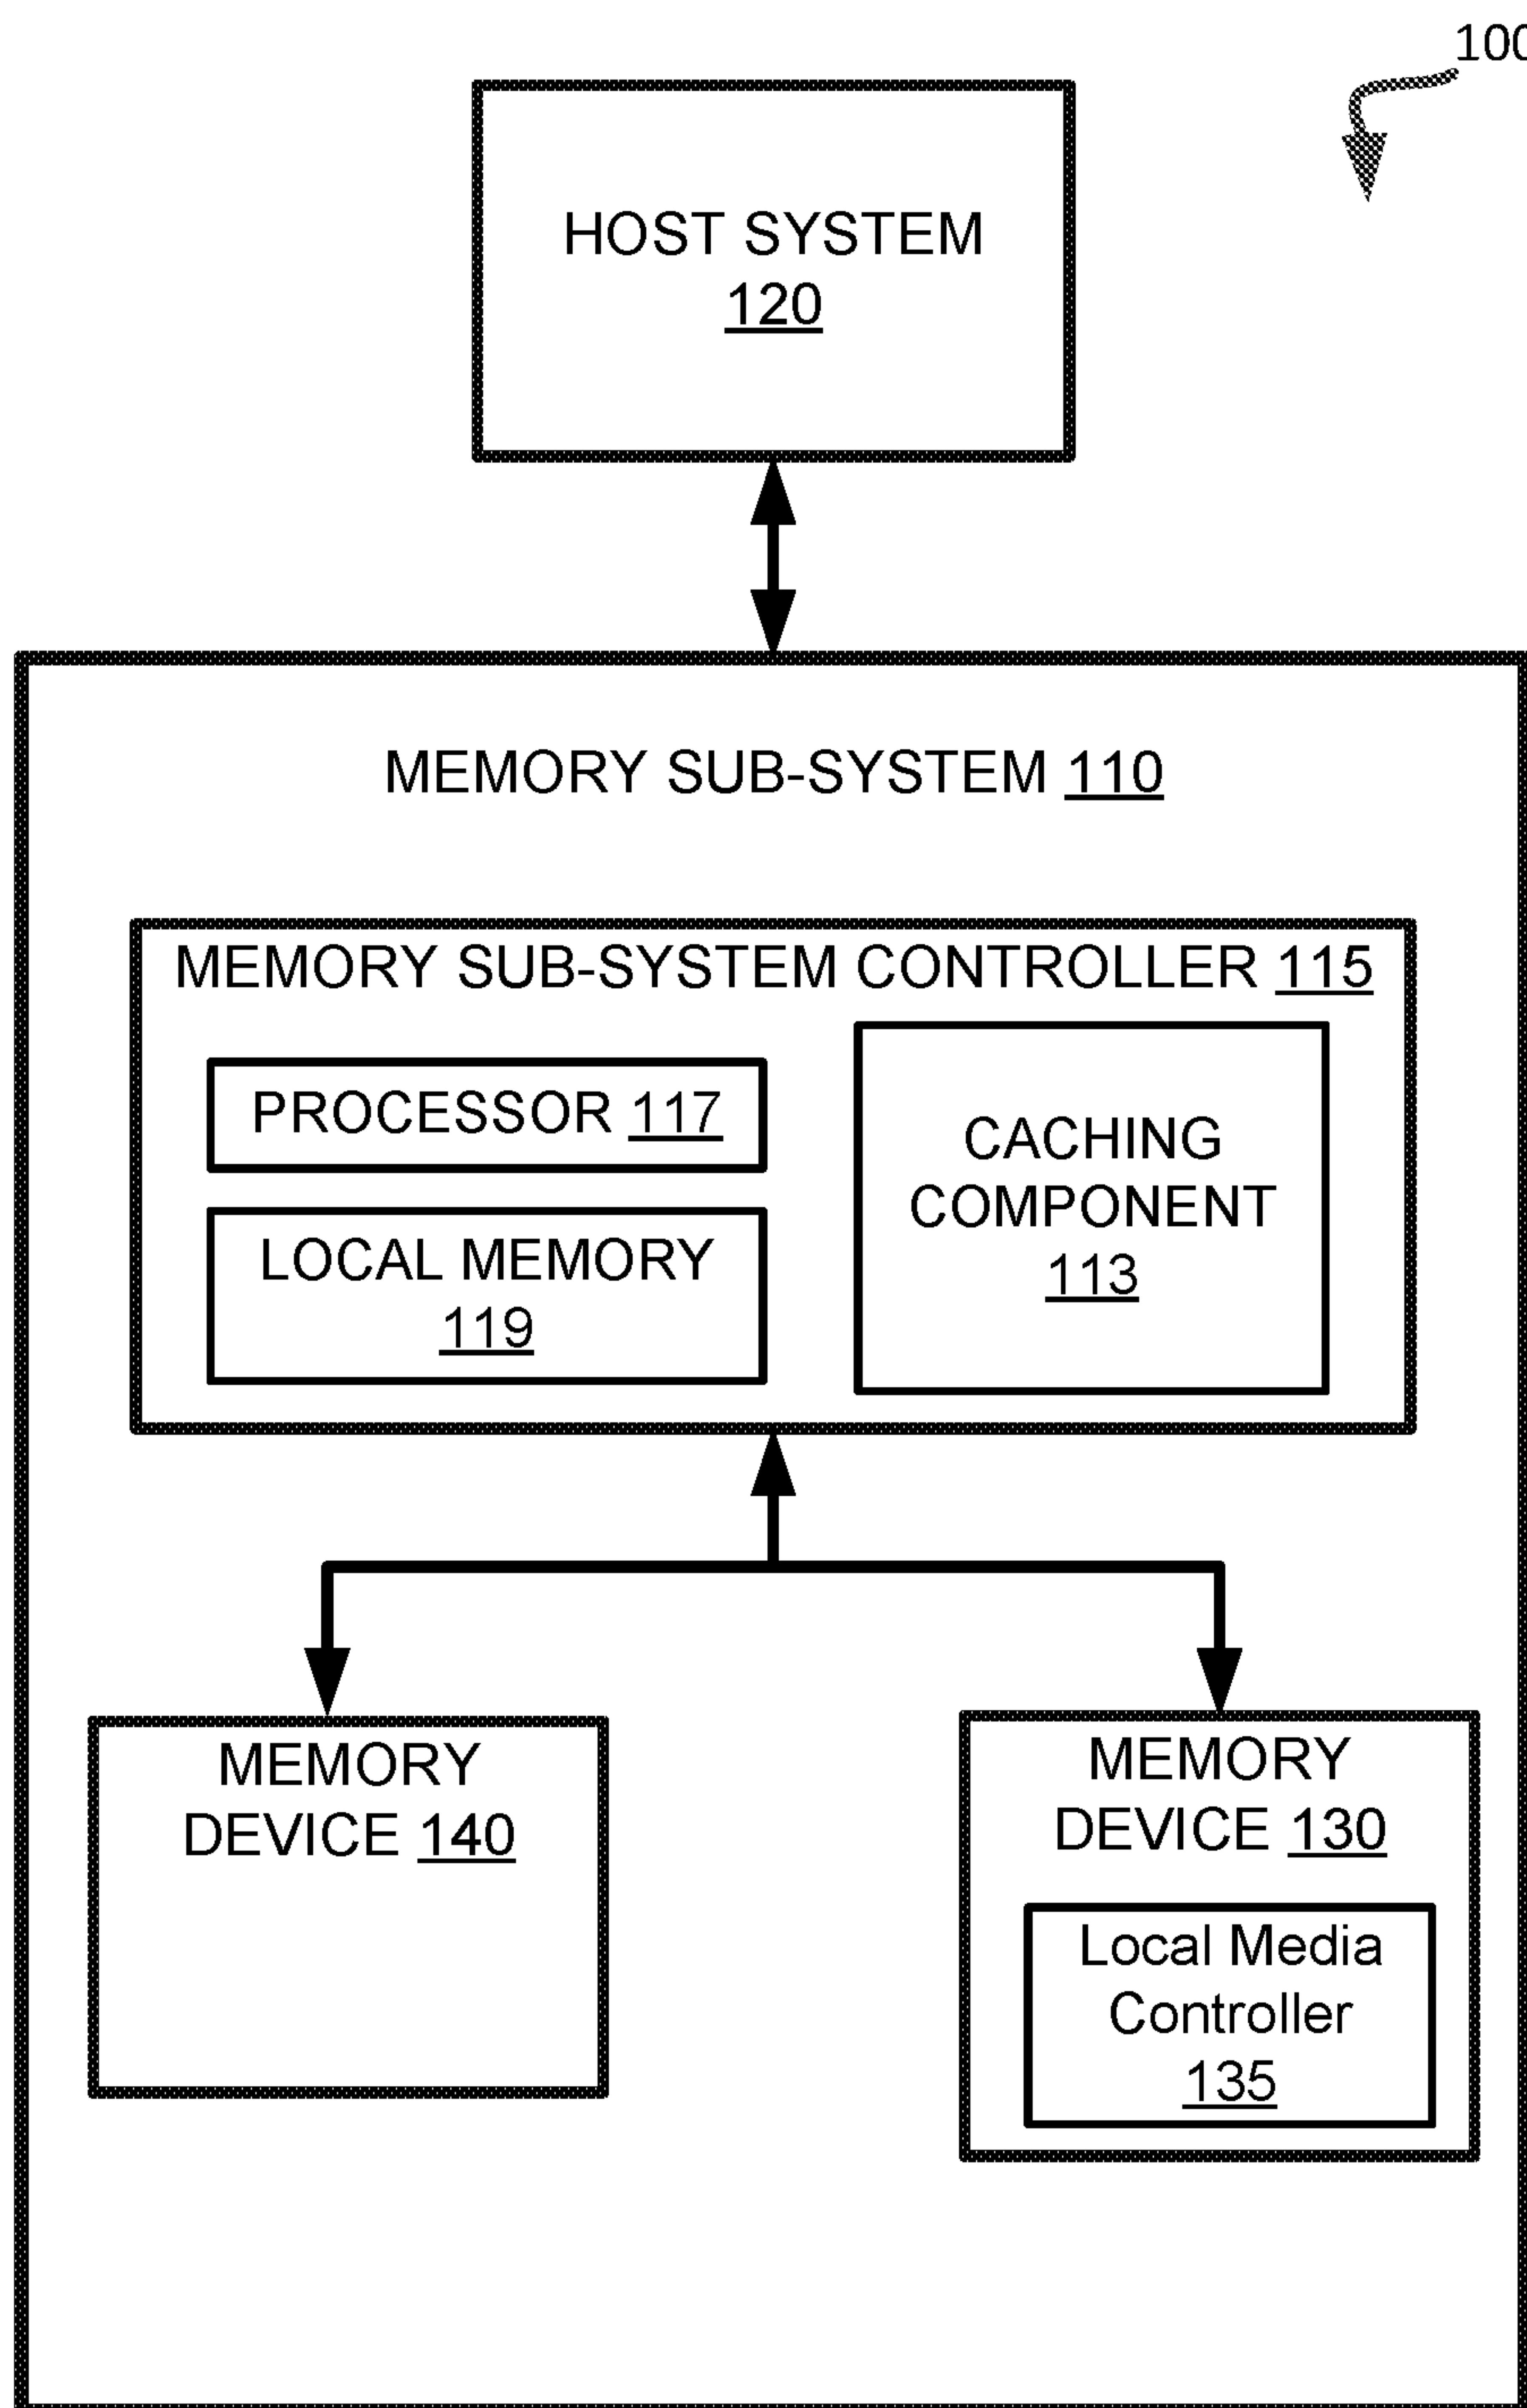 100
HOST SYSTEM
120
MEMORY SUB-SYSTEM 110
MEMORY SUB-SYSTEM CONTROLLER 115
PROCESSOR 117
LOCAL MEMORY
119
CACHING
COMPONENT
113
MEMORY
DEVICE 140
MEMORY
DEVICE 130
Local Media
Controller
135